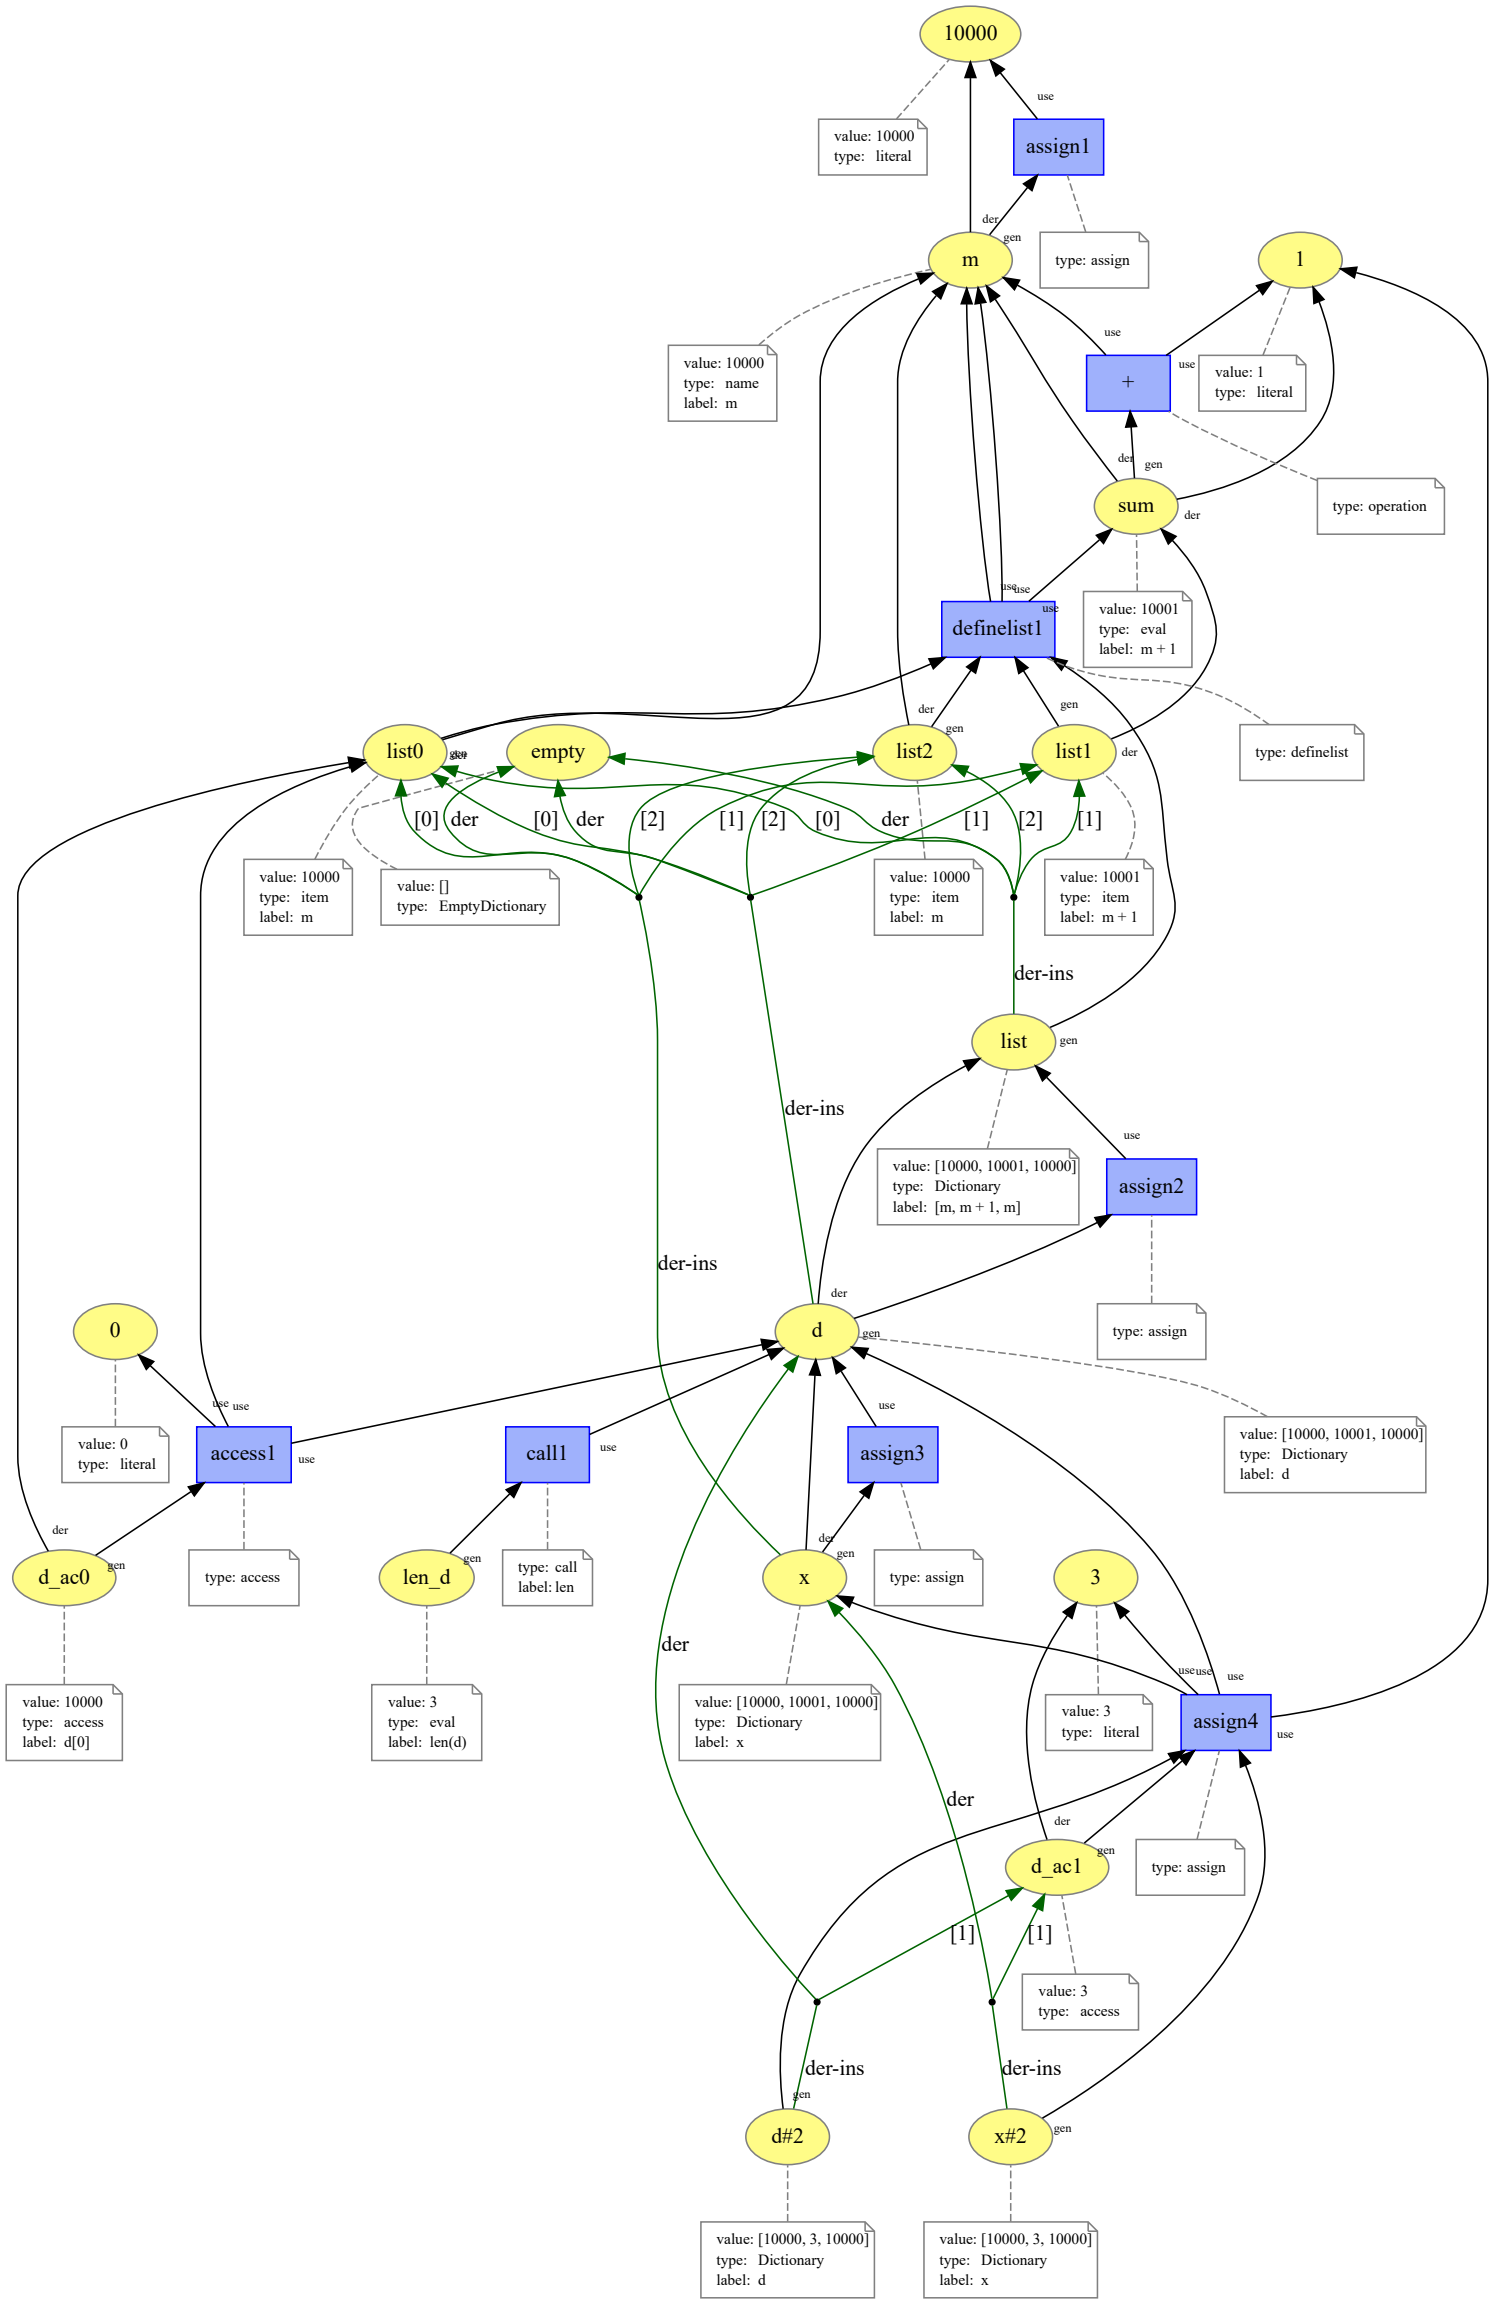 10000
use
value: 10000
type: literal
assign1
der
gen
m
type: assign
1
use
value: 10000
type: name
label: m
+
use
value: 1
type: literal
der
gen
sum
der
type: operation
use
use
use
definelist1
value: 10001
type: eval
label: m + 1
der
gen
gen
list0
gen
der
empty
list2
list1
der
type: definelist
[0]
der
[0]
der
[2]
[1]
[2]
[0]
der
[1]
[2]
[1]
value: 10000
type: item
label: m
value: []
type: EmptyDictionary
value: 10000
type: item
label: m
value: 10001
type: item
label: m + 1
der-ins
list
gen
der-ins
use
value: [10000, 10001, 10000]
type: Dictionary
label: [m, m + 1, m]
assign2
der-ins
der
0
d
gen
type: assign
use
use
use
value: 0
type: literal
access1
use
call1
use
assign3
value: [10000, 10001, 10000]
type: Dictionary
label: d
der
gen
gen
der
gen
d_ac0
type: access
len_d
type: call
label: len
x
type: assign
3
der
use
use
use
value: 10000
type: access
label: d[0]
value: 3
type: eval
label: len(d)
value: [10000, 10001, 10000]
type: Dictionary
label: x
value: 3
type: literal
assign4
use
der
der
gen
d_ac1
type: assign
[1]
[1]
value: 3
type: access
der-ins
der-ins
gen
gen
d#2
x#2
value: [10000, 3, 10000]
type: Dictionary
label: d
value: [10000, 3, 10000]
type: Dictionary
label: x